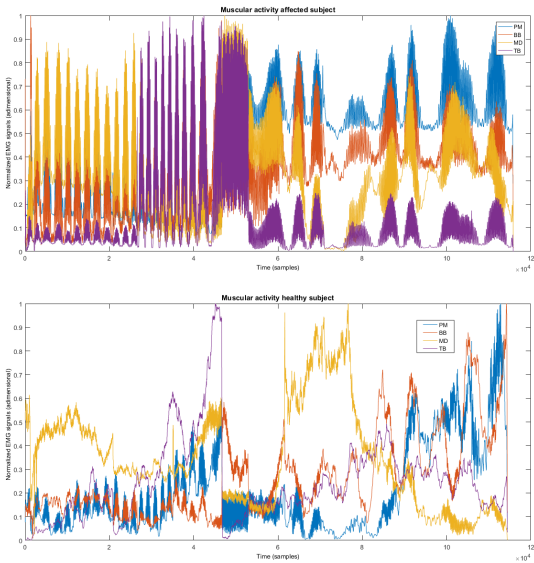 Muscular activity affected subject
Normalized EMG signals (adimensional)
1
0.9
0.8
0.7
0.6
0.5
0.4
0.3
0.2
0.1
0
PM
BB
MD
TB
0 2 4 6 8 10 12
Time (samples)
×10^4
Muscular activity healthy subject
Normalized EMG signals (adimensional)
1
0.9
0.8
0.7
0.6
0.5
0.4
0.3
0.2
0.1
0
PM
BB
MD
TB
0 2 4 6 8 10 12
Time (samples)
×10^4